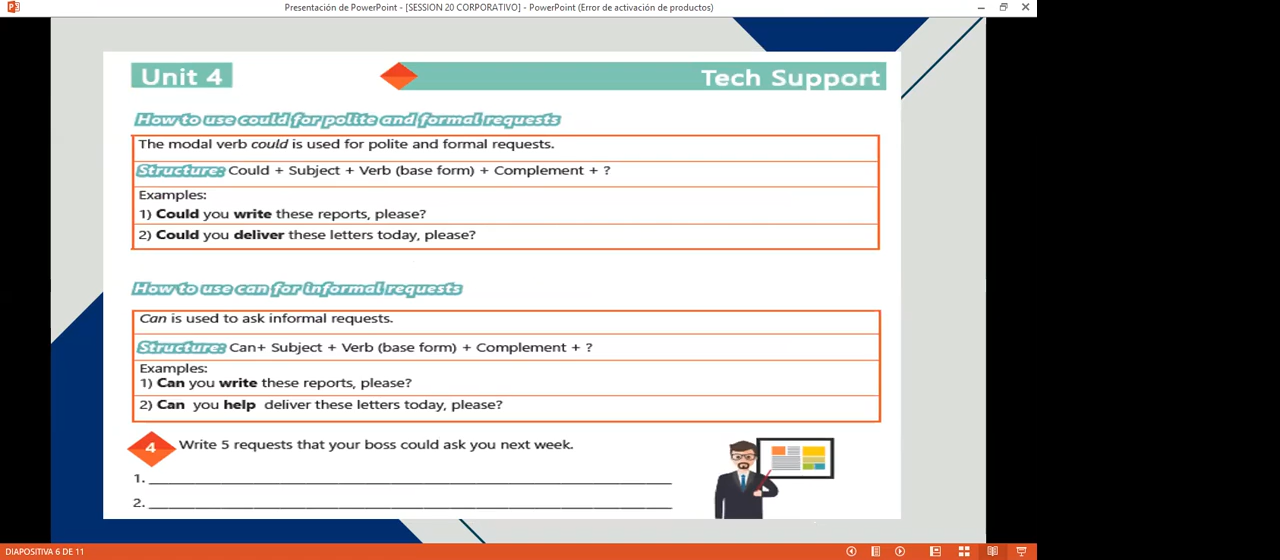 Presentación de PowerPoint - [SESSION 20 CORPORATIVO] - PowerPoint (Error de activación de productos)
Unit 4
Tech Support
How to use could for polite and formal requests
The modal verb could is used for polite and formal requests.
Structure: Could + Subject + Verb (base form) + Complement + ?
Examples:
1) Could you write these reports, please?
2) Could you deliver these letters today, please?
How to use can for informal requests
Can is used to ask informal requests.
Structure: Can+ Subject + Verb (base form) + Complement + ?
Examples:
1) Can you write these reports, please?
2) Can you help deliver these letters today, please?
4 Write 5 requests that your boss could ask you next week.
1. 
2. 
DIAPOSITIVA 6 DE 11